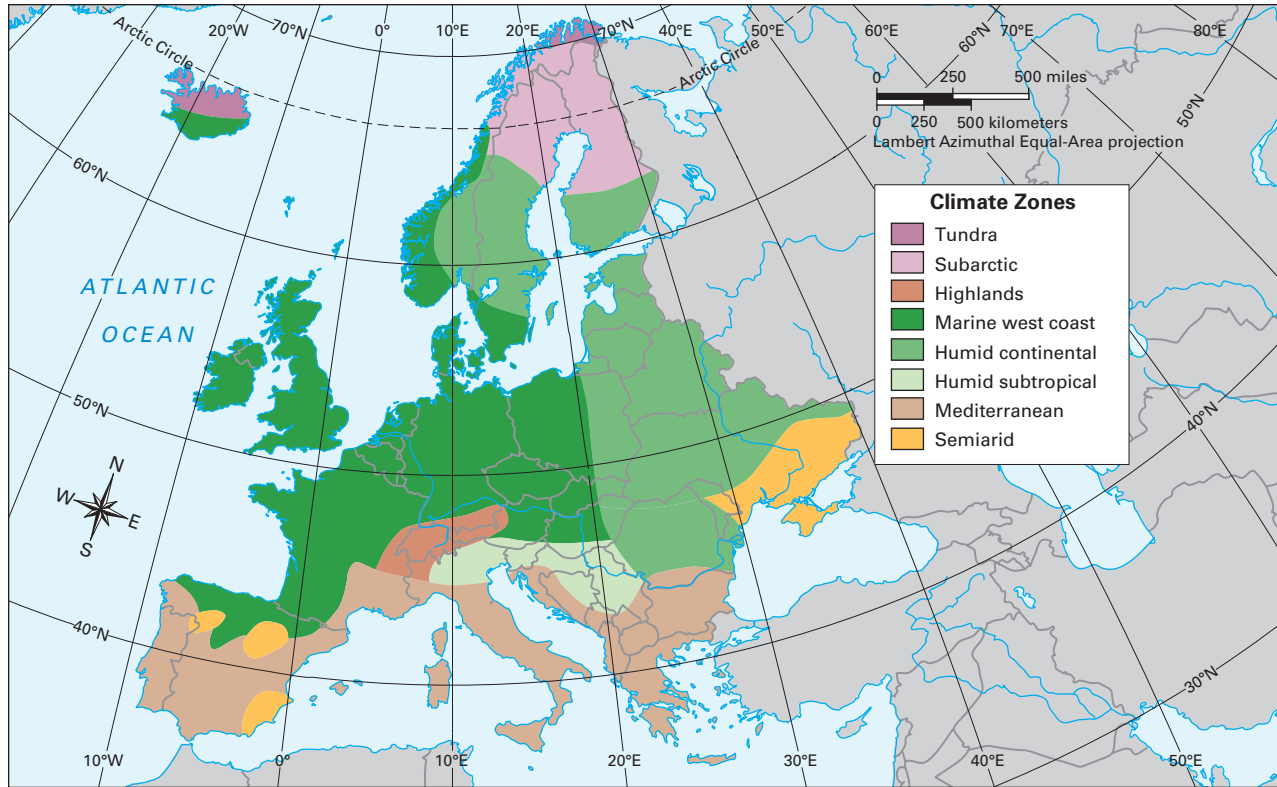 70°N
20°W
70°E
0°
10°E
20°E
70°N
30°E
40°E
50°E
60°E
60°N
70°E
80°E
Arctic Circle
Arctic Circle
0 250 500 miles
0 250 500 kilometers
Lambert Azimuthal Equal-Area projection
50°N
60°N
Climate Zones
Tundra
Subarctic
Highlands
Marine west coast
Humid continental
Humid subtropical
Mediterranean
Semiarid
ATLANTIC
OCEAN
50°N
40°N
N
W
E
S
40°N
30°N
10°W
0°
10°E
20°E
30°E
40°E
50°E